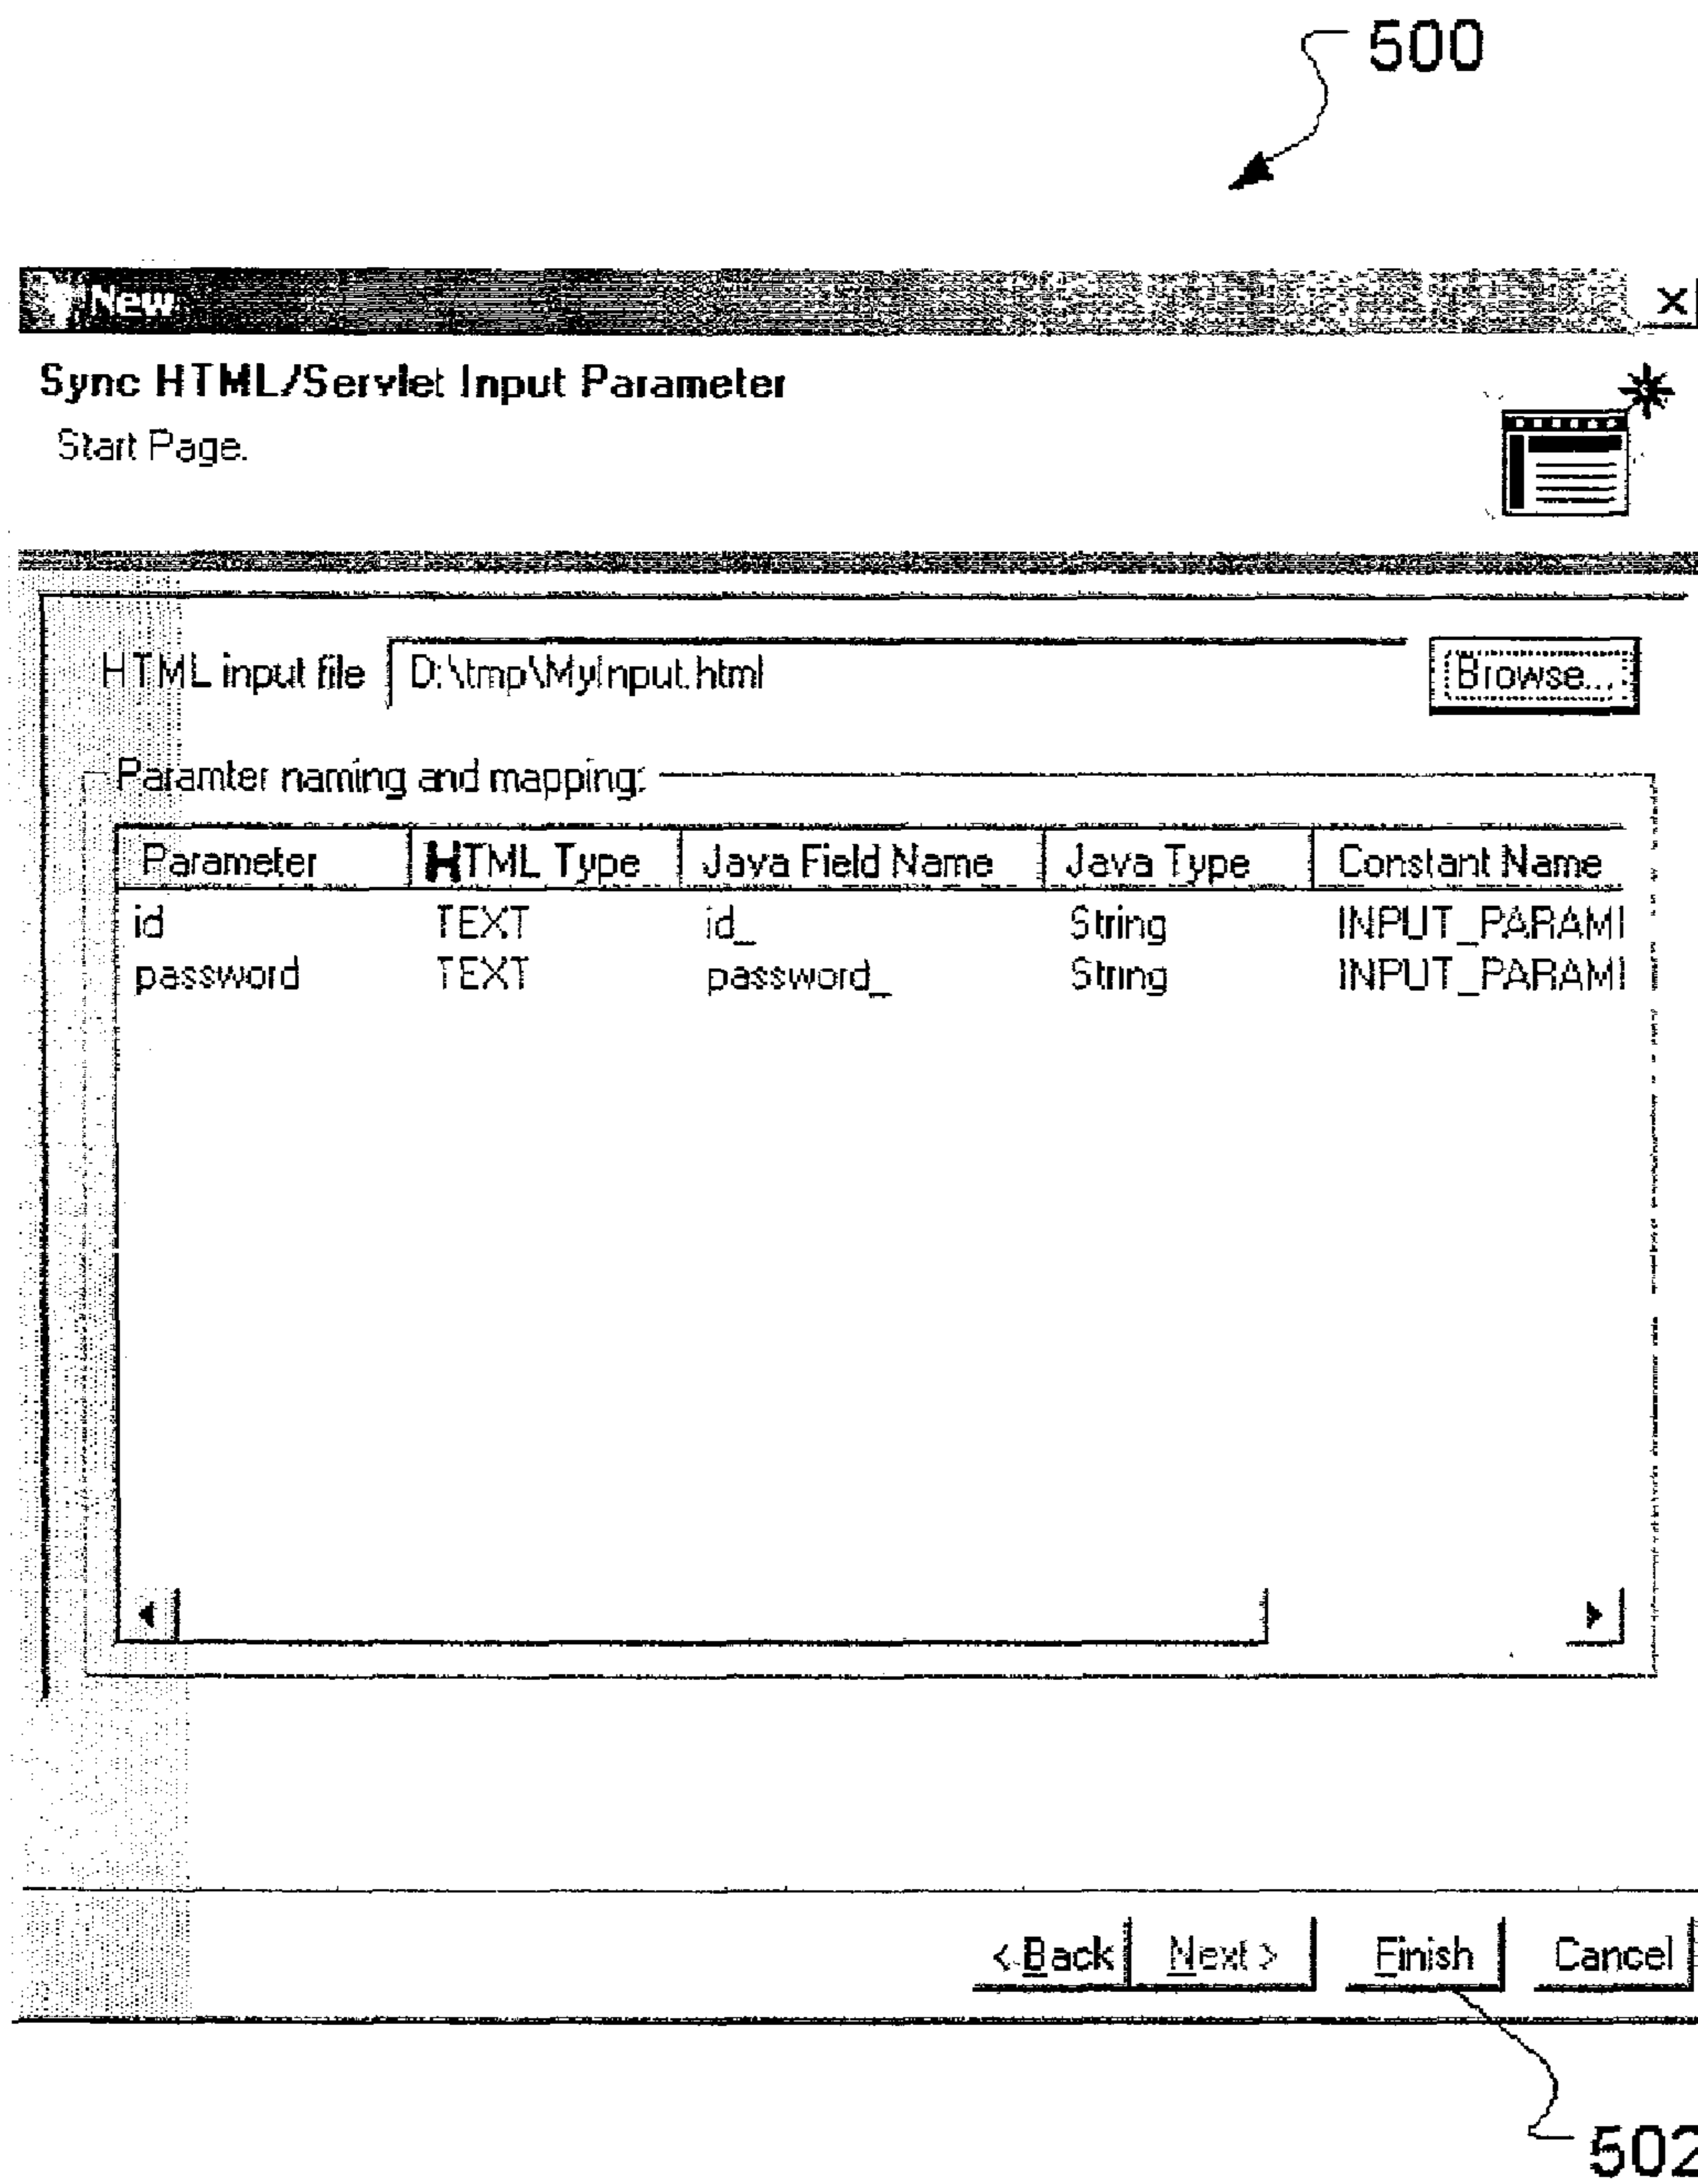 500
New
Sync HTML/Servlet Input Parameter
Start Page.
HTML input file D:\tmp\MyInput.html Browse...
Paramter naming and mapping:
Parameter HTML Type Java Field Name Java Type Constant Name
id TEXT id_ String INPUT_PARAM
password TEXT password_ String INPUT_PARAM
< Back Next > Finish Cancel
502